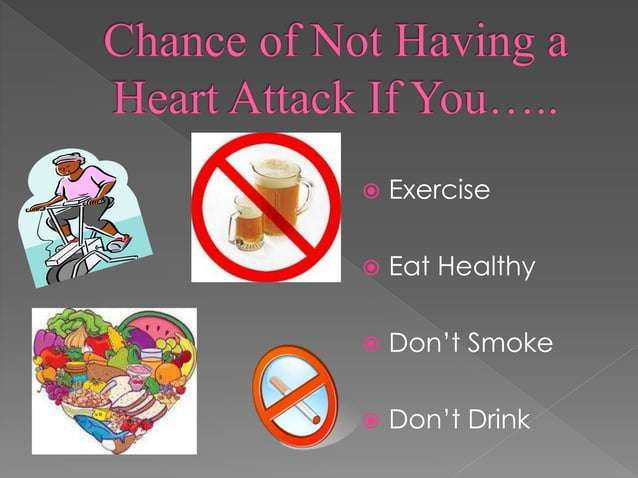 Chance of Not Having a
Heart Attack If You…..
Exercise
Eat Healthy
Don’t Smoke
Don’t Drink